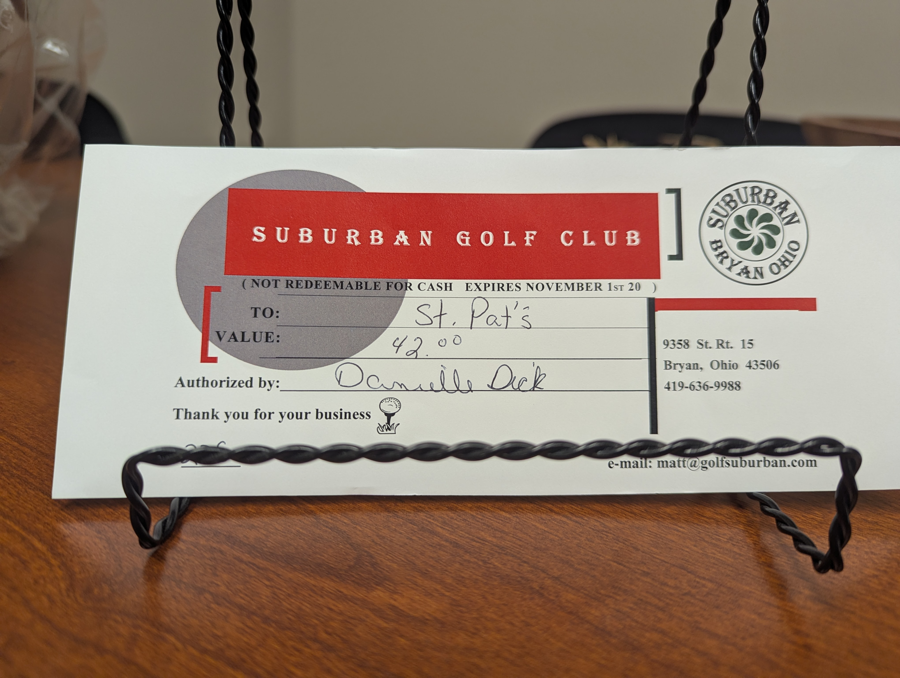 SUBURBAN GOLF CLUB
SUBURBAN
BRYAN OHIO
( NOT REDEEMABLE FOR CASH EXPIRES NOVEMBER 1ST 20 )
TO: St. Pat's
VALUE: 42.00
Authorized by: Danielle Dick
Thank you for your business
9358 St. Rt. 15
Bryan, Ohio 43506
419-636-9988
e-mail: matt@golfsuburban.com